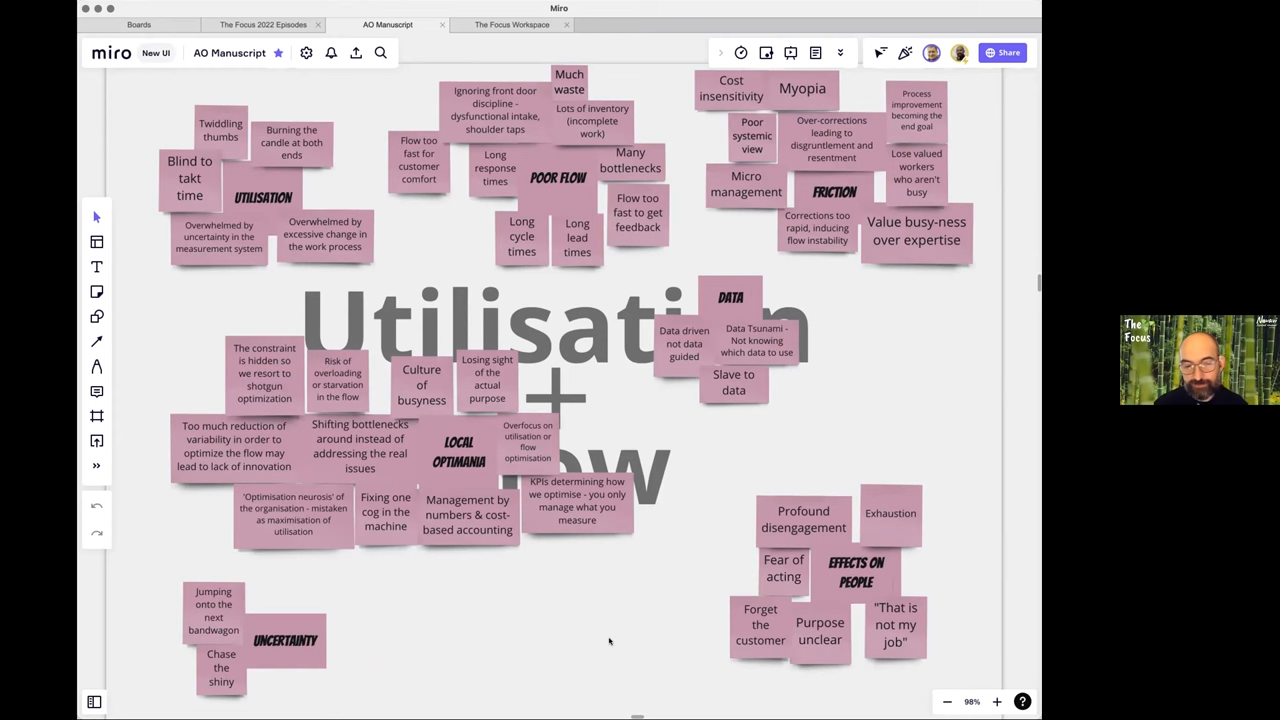 Miro
Boards
The Focus 2022 Episodes
AO Manuscript
The Focus Workspace
miro
New UI
AO Manuscript
Share
Twiddling
thumbs
Burning the
candle at both
ends
Blind to
takt
time
UTILISATION
Overwhelmed by
uncertainty in the
measurement system
Overwhelmed by
excessive change in
the work process
Much
waste
Ignoring front door
discipline -
dysfunctional intake,
shoulder taps
Lots of inventory
(incomplete
work)
Flow too
fast for
customer
comfort
Long
response
times
POOR FLOW
Many
bottlenecks
Flow too
fast to get
feedback
Long
cycle
times
Long
lead
times
Cost
insensitivity
Myopia
Process
improvement
becoming the
end goal
Poor
systemic
view
Over-corrections
leading to
disgruntlement and
resentment
Lose valued
workers
who aren't
busy
Micro
management
FRICTION
Corrections too
rapid, inducing
flow instability
Value busy-ness
over expertise
Utilisation
+
ow
DATA
Data driven
not data
guided
Data Tsunami -
Not knowing
which data to use
Slave to
data
The constraint
is hidden so
we resort to
shotgun
optimization
Risk of
overloading
or starvation
in the flow
Culture
of
busyness
Losing sight
of the
actual
purpose
Too much reduction of
variability in order to
optimize the flow may
lead to lack of innovation
Shifting bottlenecks
around instead of
addressing the real
issues
LOCAL
OPTIMANIA
Overfocus on
utilisation or
flow
optimisation
'Optimisation neurosis' of
the organisation - mistaken
as maximisation of
utilisation
Fixing one
cog in the
machine
Management by
numbers & cost-
based accounting
KPIs determining how
we optimise - you only
manage what you
measure
Profound
disengagement
Exhaustion
Fear of
acting
EFFECTS ON
PEOPLE
Forget
the
customer
Purpose
unclear
"That is
not my
job"
Jumping
onto the
next
bandwagon
UNCERTAINTY
Chase
the
shiny
98%
The
Focus